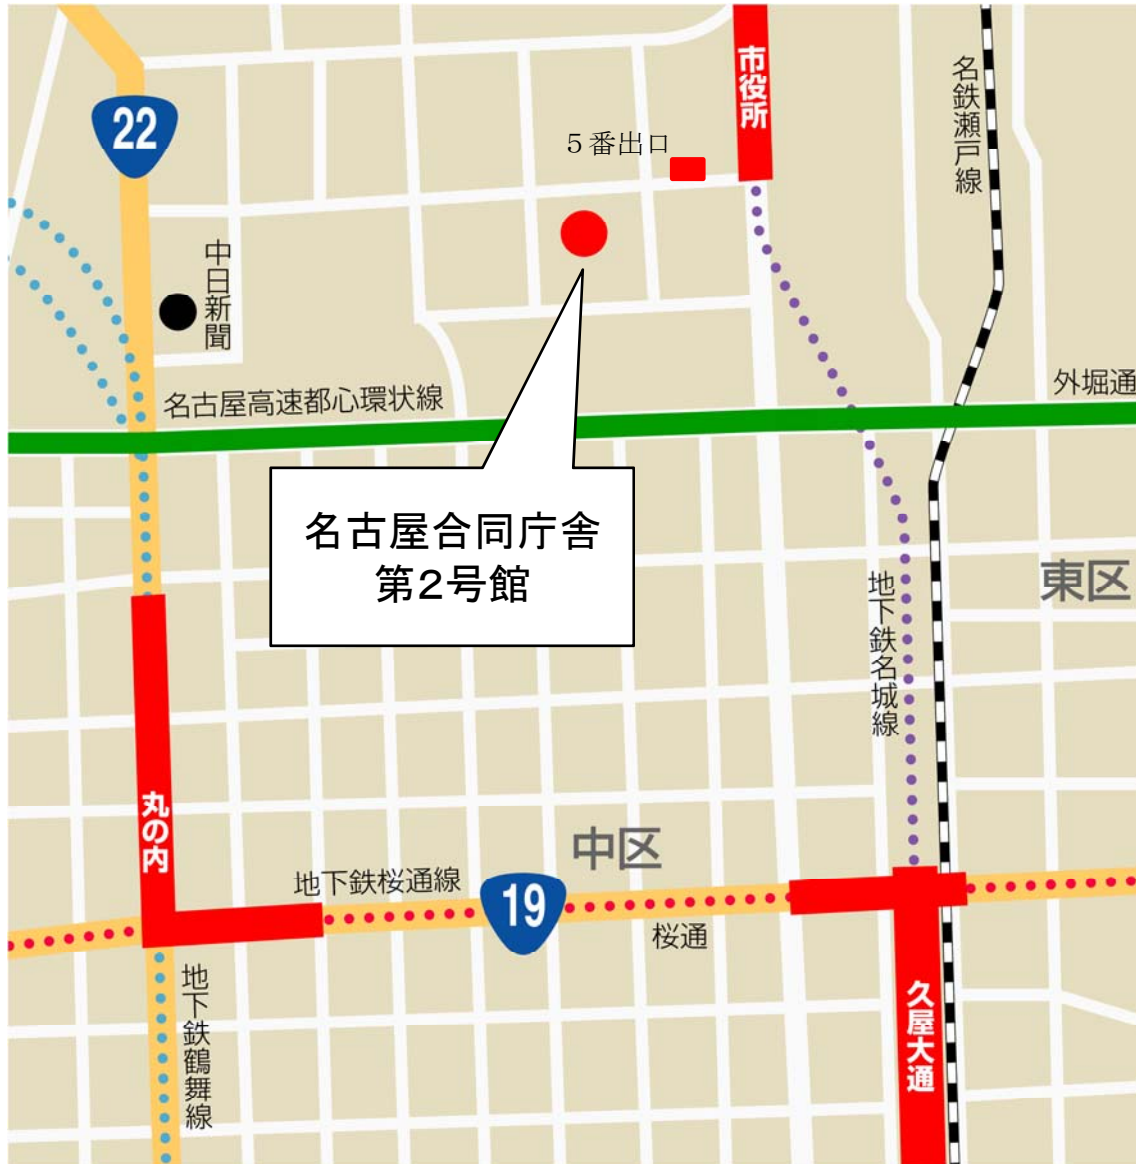 市役所
名鉄瀬戸線
22
５番出口
中日新聞
外堀通
名古屋高速都心環状線
名古屋合同庁舎
第２号館
東区
地下鉄名城線
丸の内
中区
地下鉄桜通線
19
桜通
地下鉄鶴舞線
久屋大通